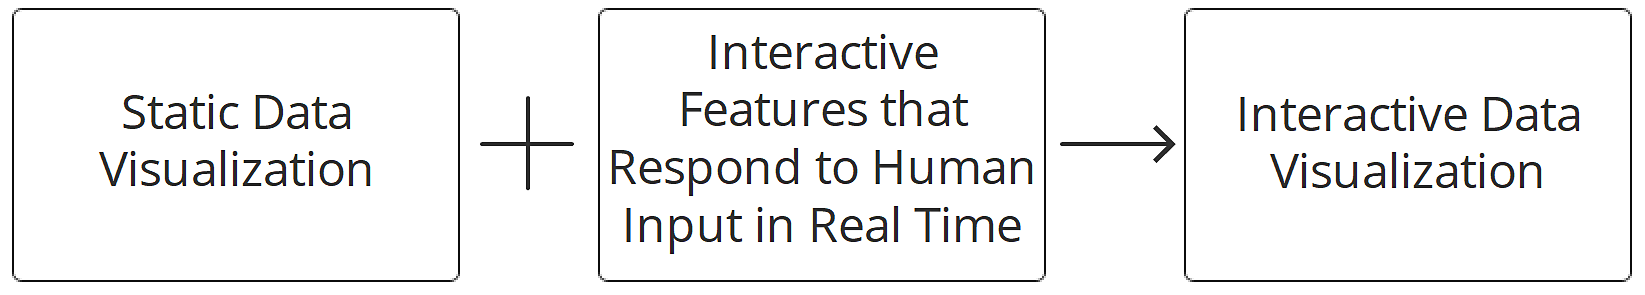 Static Data
Visualization
Interactive
Features that
Respond to Human
Input in Real Time
Interactive Data
Visualization